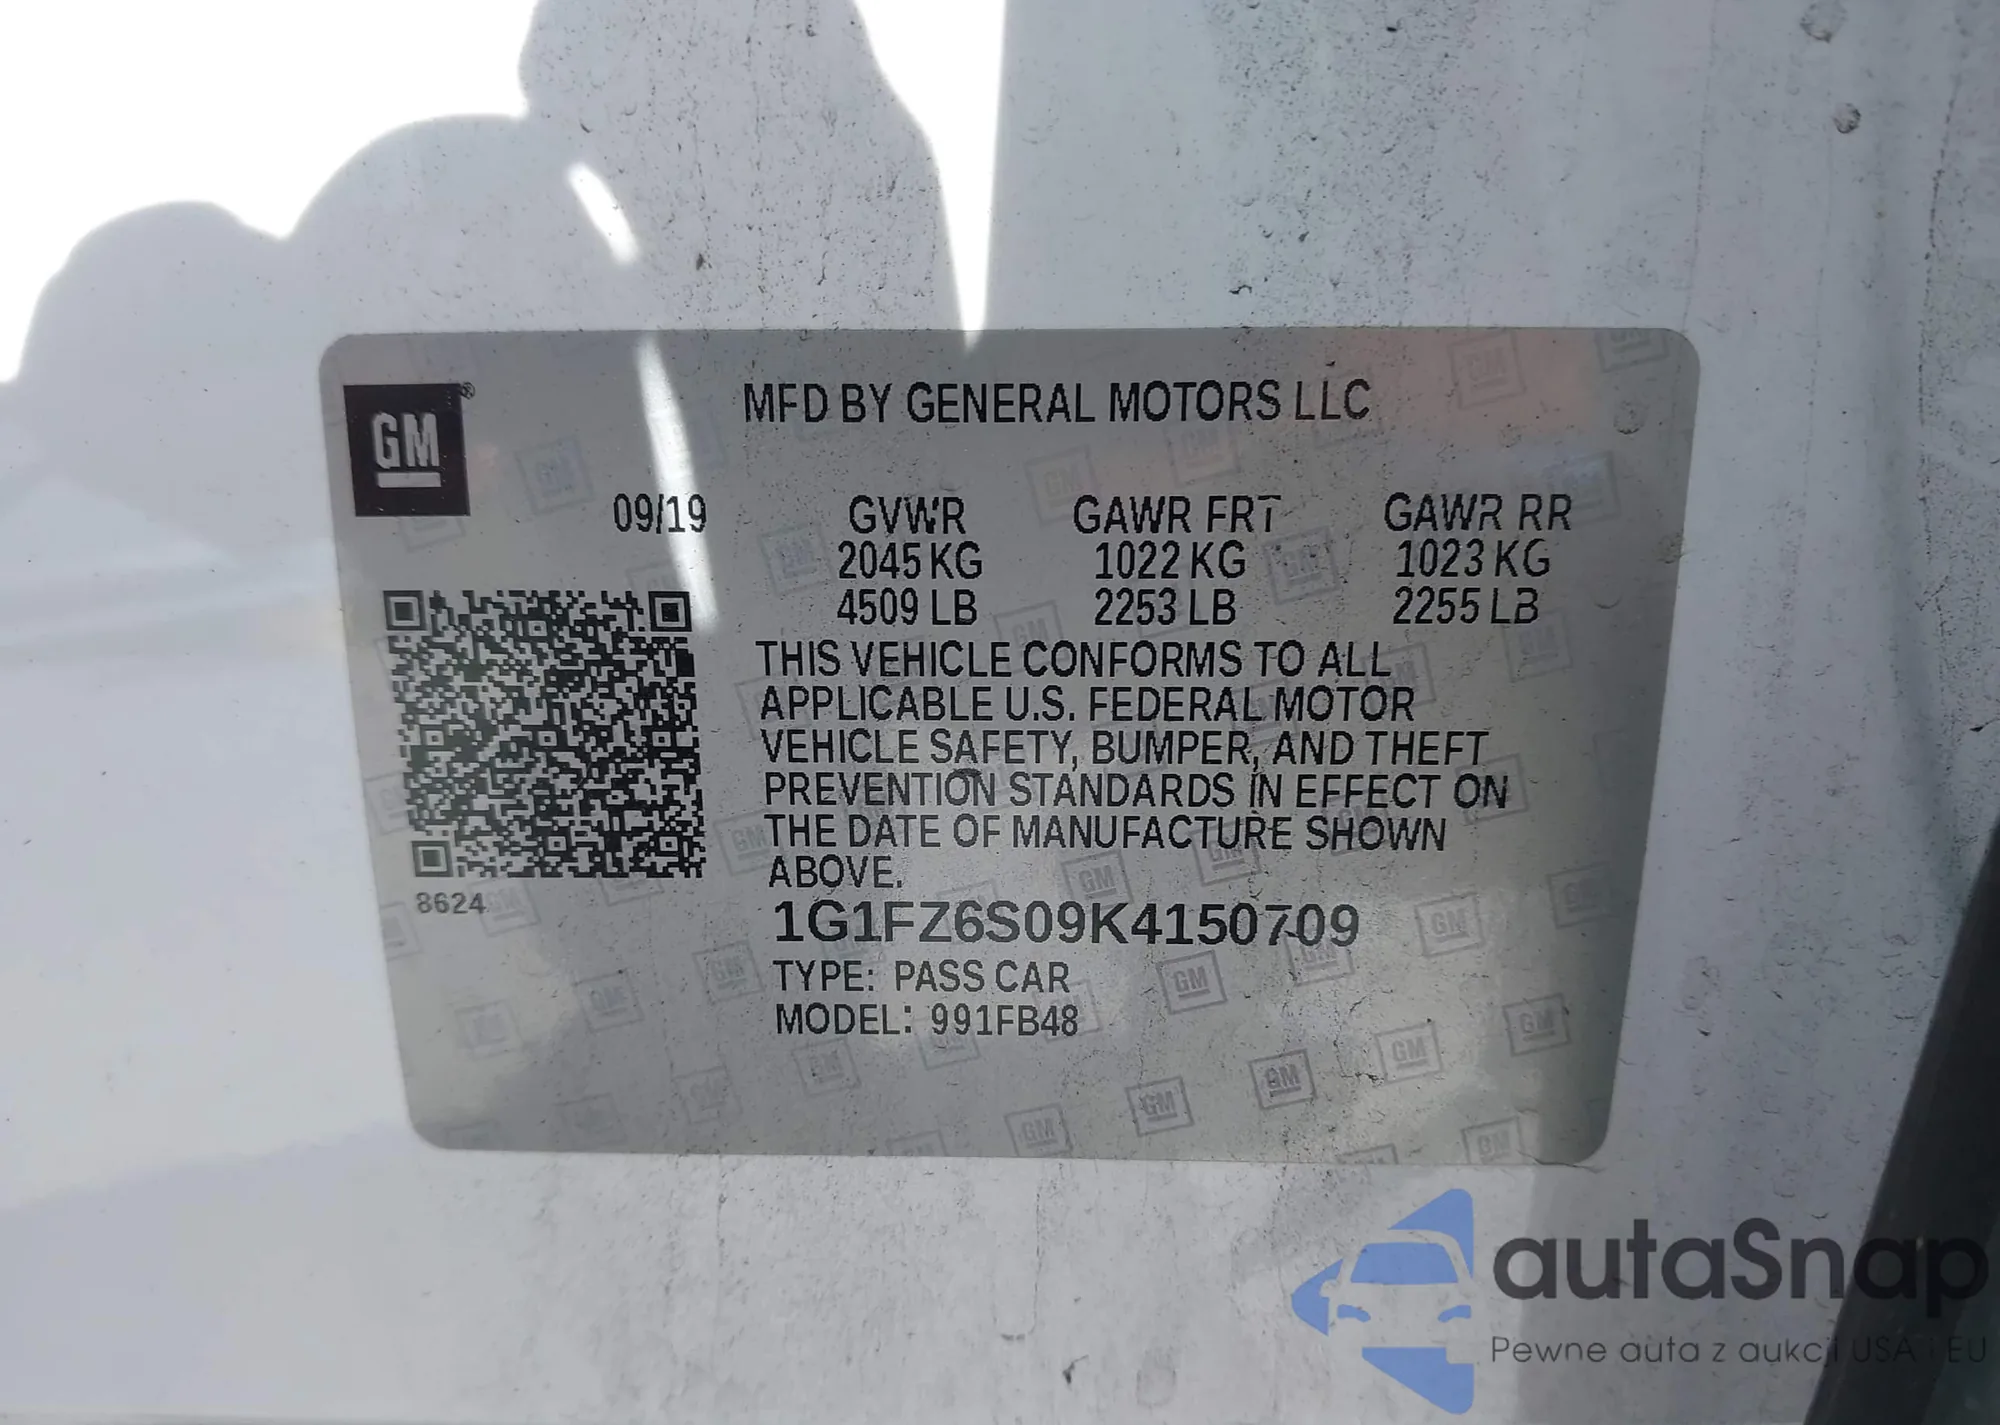 GM®
MFD BY GENERAL MOTORS LLC
09/19 GVWR GAWR FRT GAWR RR
2045 KG 1022 KG 1023 KG
4509 LB 2253 LB 2255 LB
THIS VEHICLE CONFORMS TO ALL
APPLICABLE U.S. FEDERAL MOTOR
VEHICLE SAFETY, BUMPER, AND THEFT
PREVENTION STANDARDS IN EFFECT ON
THE DATE OF MANUFACTURE SHOWN
ABOVE.
8624
1G1FZ6S09K4150709
TYPE: PASS CAR
MODEL: 991FB48
autaSnap
Pewne auta z aukcji USA i EU